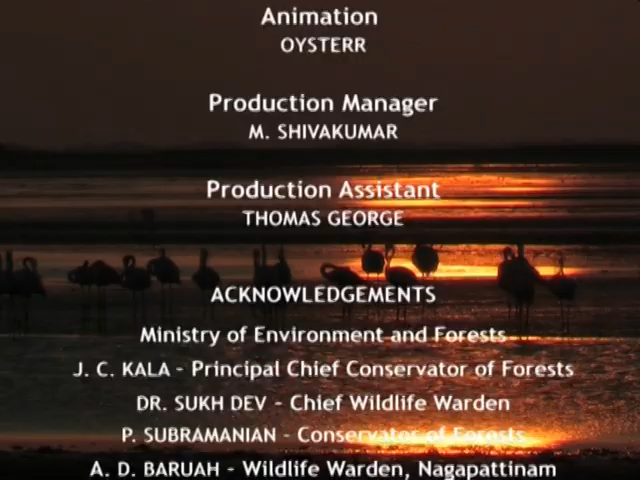 Animation
OYSTERR
Production Manager
M. SHIVAKUMAR
Production Assistant
THOMAS GEORGE
ACKNOWLEDGEMENTS
Ministry of Environment and Forests
J. C. KALA - Principal Chief Conservator of Forests
DR. SUKH DEV - Chief Wildlife Warden
P. SUBRAMANIAN - Conservator of Forests
A. D. BARUAH - Wildlife Warden, Nagapattinam